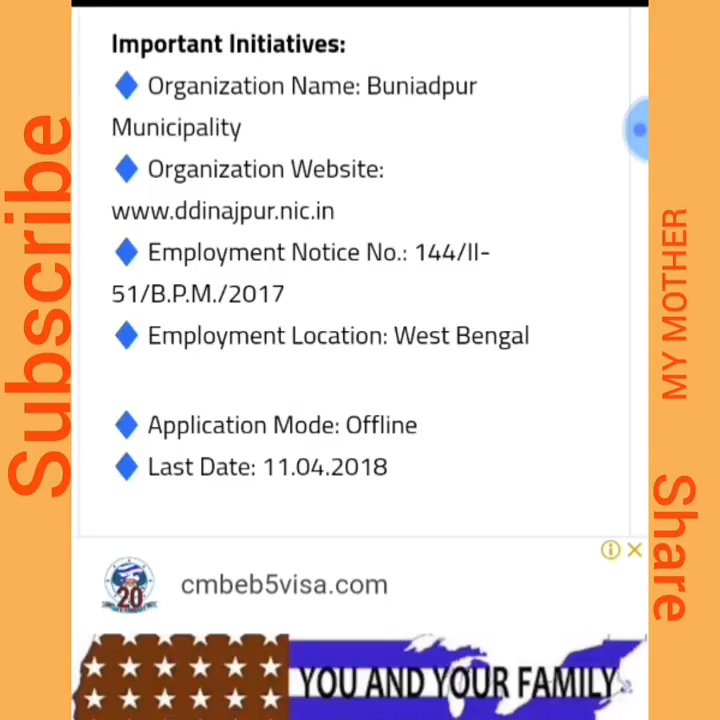 Important Initiatives:
Organization Name: Buniadpur
Municipality
Organization Website:
www.ddinajpur.nic.in
Employment Notice No.: 144/II-
51/B.P.M./2017
Employment Location: West Bengal
Application Mode: Offline
Last Date: 11.04.2018
cmbeb5visa.com
20
YOU AND YOUR FAMILY
Subscribe
MY MOTHER
Share